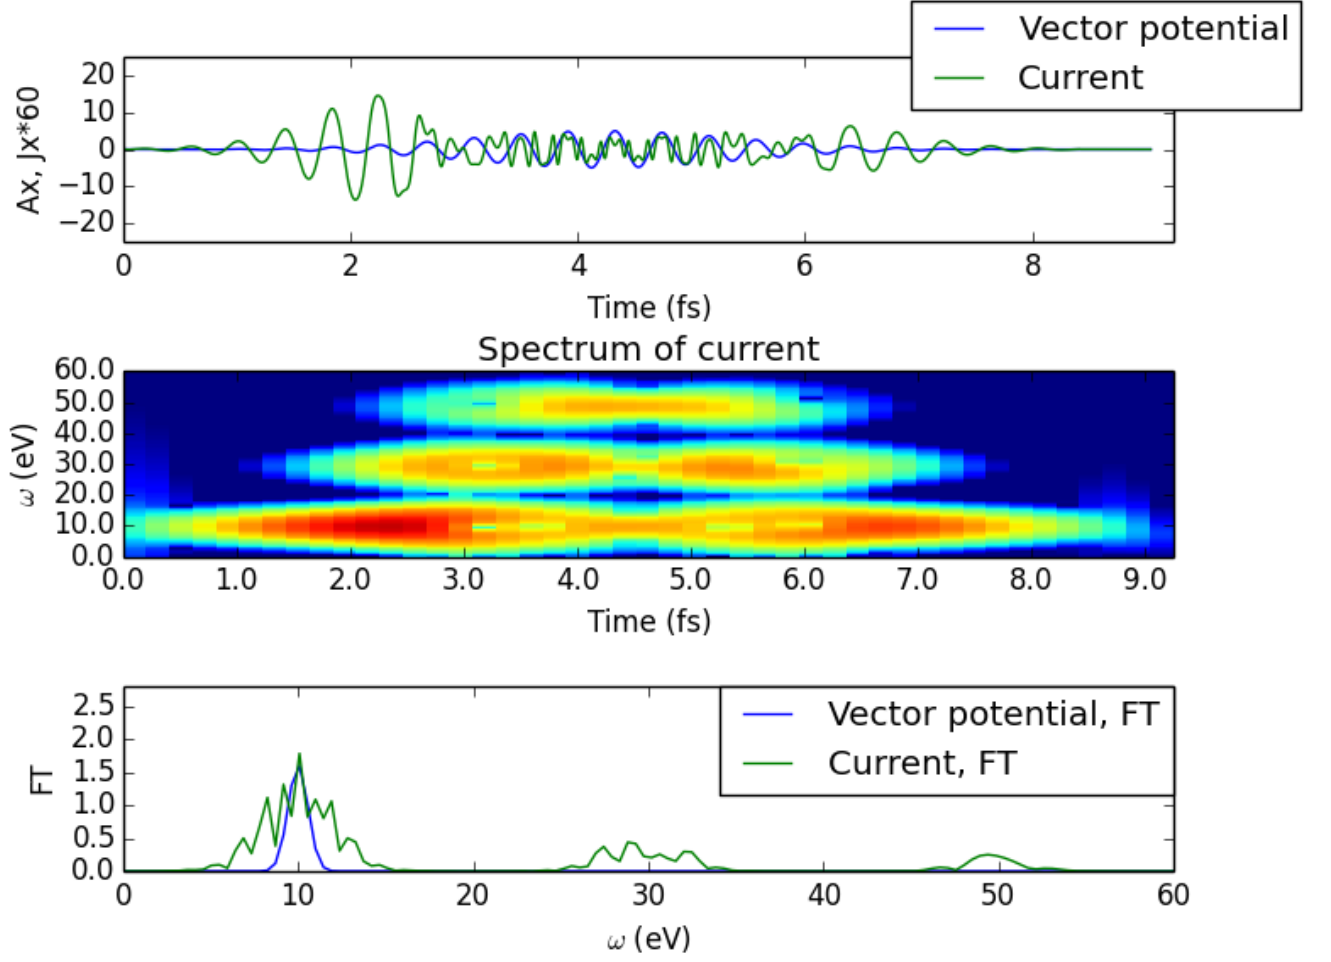 Vector potential
Current
20
10
0
−10
−20
Ax, Jx*60
0 2 4 6 8
Time (fs)
Spectrum of current
60.0
50.0
40.0
30.0
20.0
10.0
0.0
ω (eV)
0.0 1.0 2.0 3.0 4.0 5.0 6.0 7.0 8.0 9.0
Time (fs)
Vector potential, FT
Current, FT
2.5
2.0
1.5
1.0
0.5
0.0
FT
0 10 20 30 40 50 60
ω (eV)